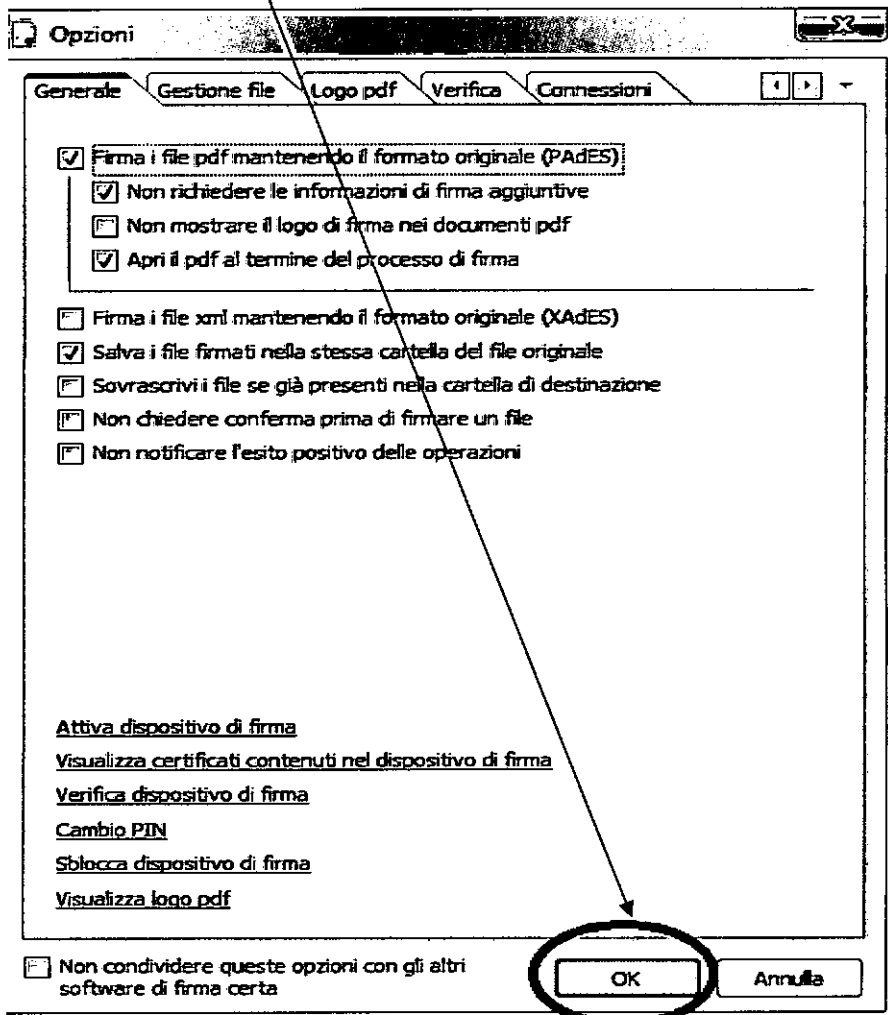 Opzioni
Generale Gestione file Logo pdf Verifica Connessioni
Firma i file pdf mantenendo il formato originale (PAdES)
Non richiedere le informazioni di firma aggiuntive
Non mostrare il logo di firma nei documenti pdf
Apri il pdf al termine del processo di firma
Firma i file xml mantenendo il formato originale (XAdES)
Salva i file firmati nella stessa cartella del file originale
Sovrascrivi i file se già presenti nella cartella di destinazione
Non chiedere conferma prima di firmare un file
Non notificare l'esito positivo delle operazioni
Attiva dispositivo di firma
Visualizza certificati contenuti nel dispositivo di firma
Verifica dispositivo di firma
Cambio PIN
Sblocca dispositivo di firma
Visualizza logo pdf
Non condividere queste opzioni con gli altri
software di firma certa
OK Annulla